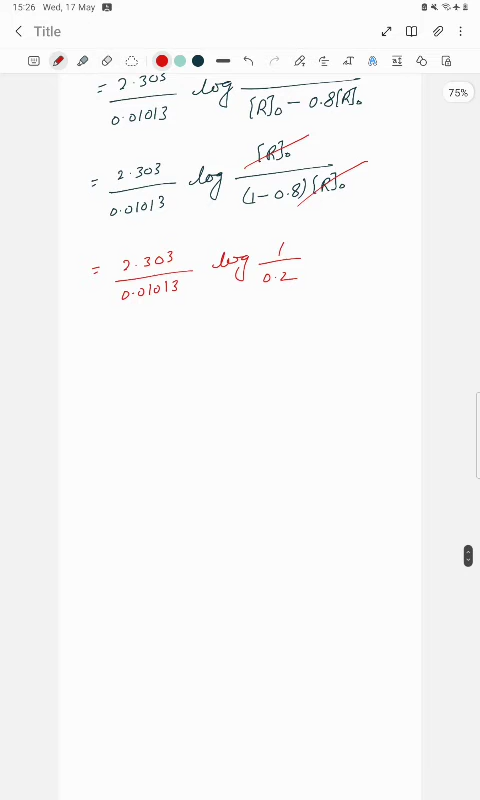 15:26 Wed, 17 May
Title
75%
= 2.303 / 0.01013 log / [R]₀ - 0.8[R]₀
= 2.303 / 0.01013 log [R]₀ / (1 - 0.8) [R]₀
= 2.303 / 0.01013 log 1 / 0.2